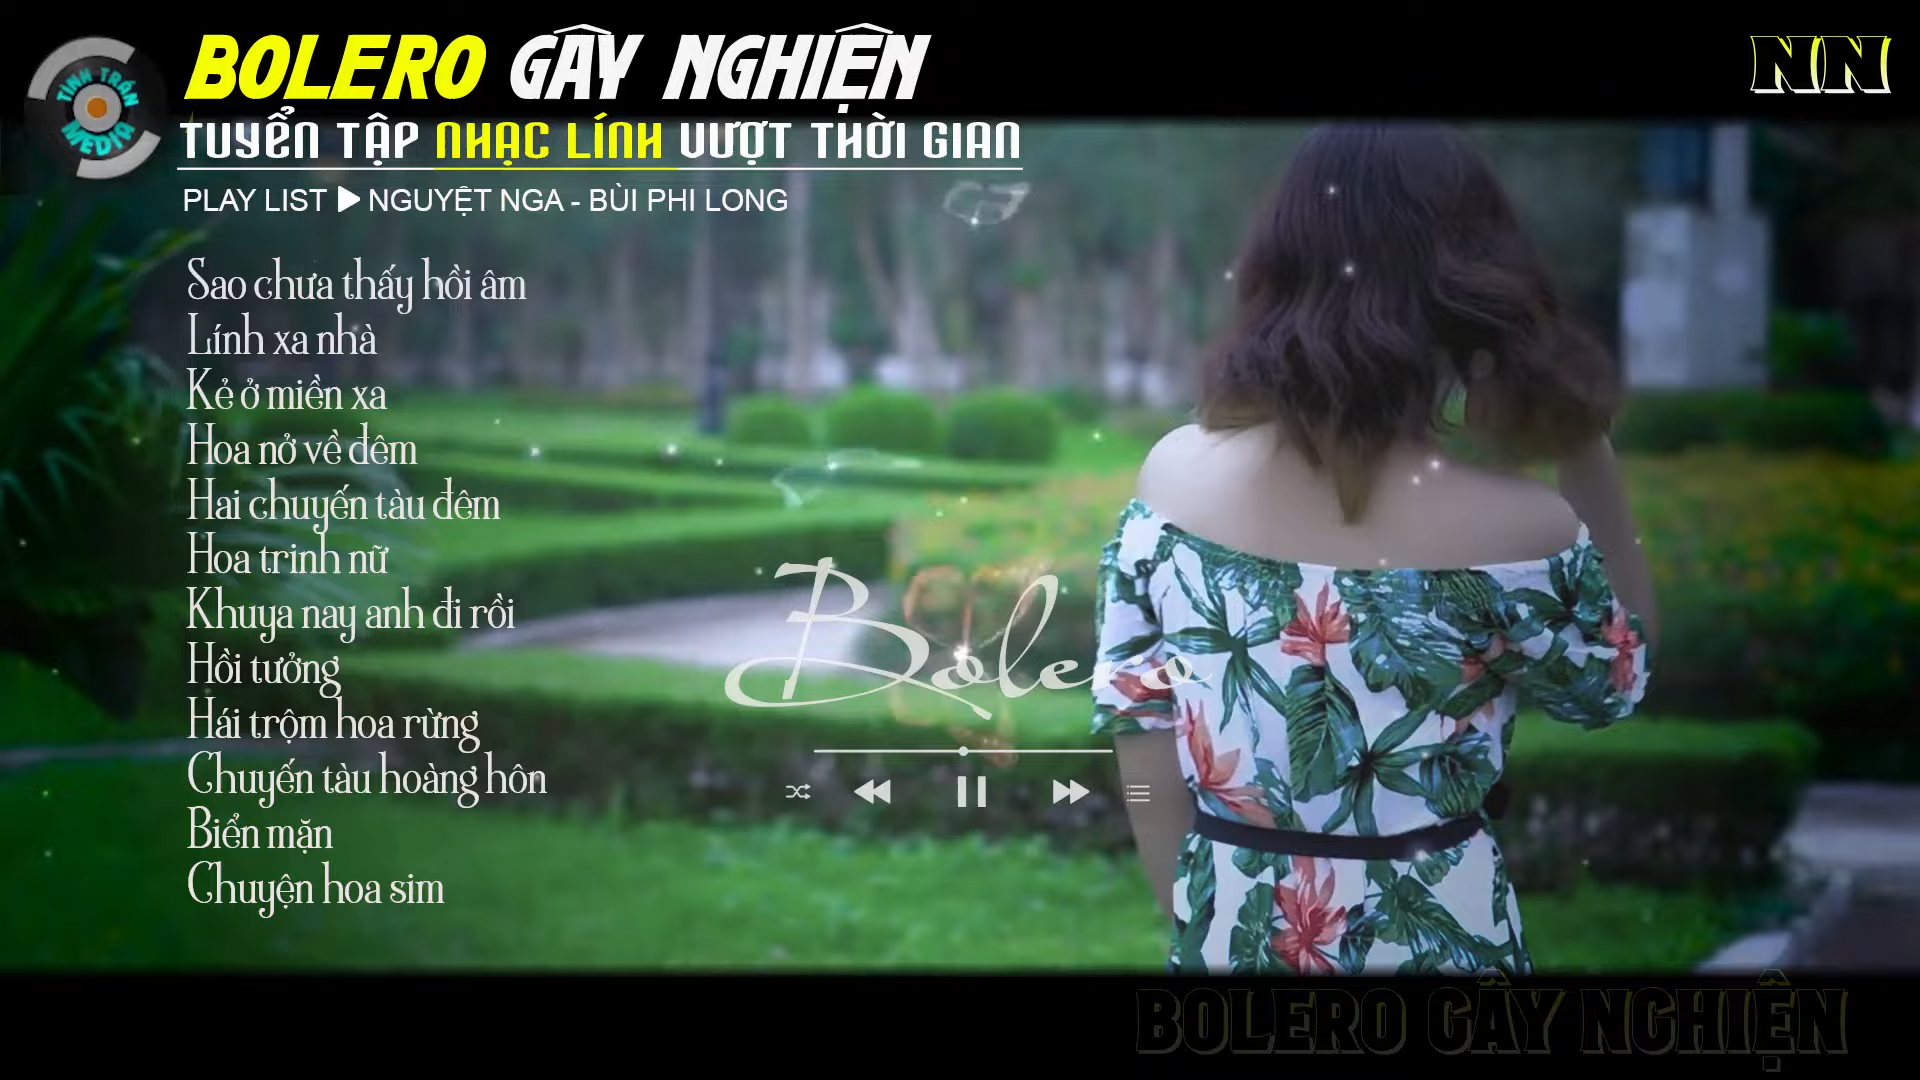 TÌNH TRẦN
MEDIA
BOLERO GÂY NGHIỆN
NN
TUYỂN TẬP NHẠC LÍNH VƯỢT THỜI GIAN
PLAY LIST ▶ NGUYỆT NGA - BÙI PHI LONG
Sao chưa thấy hồi âm
Lính xa nhà
Kẻ ở miền xa
Hoa nở về đêm
Hai chuyến tàu đêm
Hoa trinh nữ
Khuya nay anh đi rồi
Hồi tưởng
Hái trộm hoa rừng
Chuyến tàu hoàng hôn
Biển mặn
Chuyện hoa sim
Bolero
BOLERO GÂY NGHIỆN